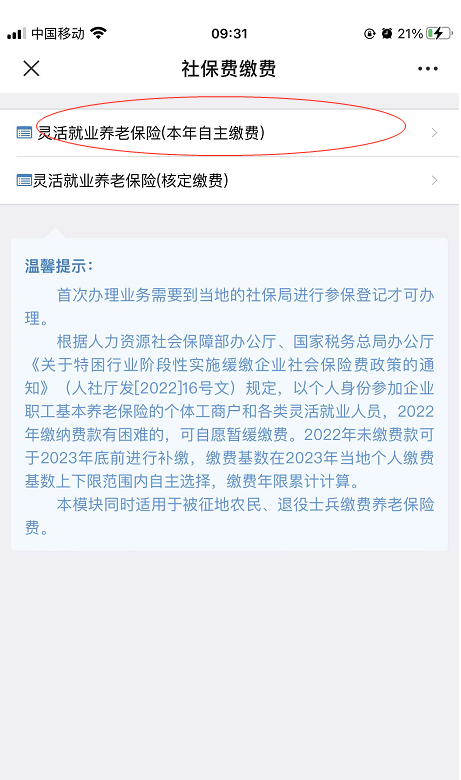 中国移动 09:31 21%
社保费缴费
灵活就业养老保险(本年自主缴费)
灵活就业养老保险(核定缴费)
温馨提示：
首次办理业务需要到当地的社保局进行参保登记才可办
理。
根据人力资源社会保障部办公厅、国家税务总局办公厅
《关于特困行业阶段性实施缓缴企业社会保险费政策的通
知》（人社厅发[2022]16号文）规定，以个人身份参加企业
职工基本养老保险的个体工商户和各类灵活就业人员，2022
年缴纳费款有困难的，可自愿暂缓缴费。2022年未缴费款可
于2023年底前进行补缴，缴费基数在2023年当地个人缴费
基数上下限范围内自主选择，缴费年限累计计算。
本模块同时适用于被征地农民、退役士兵缴费养老保险
费。